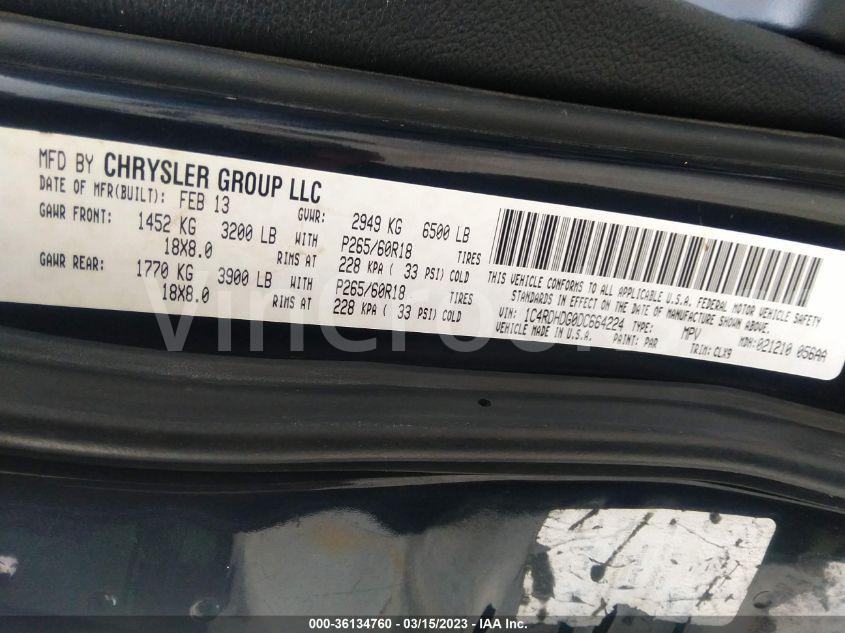 MFD BY CHRYSLER GROUP LLC
DATE OF MFR(BUILT): FEB 13 GVWR: 2949 KG 6500 LB
GAWR FRONT: 1452 KG 3200 LB WITH P265/60R18 TIRES
18X8.0 RIMS AT 228 KPA ( 33 PSI) COLD
GAWR REAR: 1770 KG 3900 LB WITH P265/60R18 TIRES
18X8.0 RIMS AT 228 KPA ( 33 PSI) COLD
THIS VEHICLE CONFORMS TO ALL APPLICABLE U.S.A. FEDERAL MOTOR VEHICLE SAFETY
STANDARDS IN EFFECT ON THE DATE OF MANUFACTURE SHOWN ABOVE.
VIN: 1C4RDHDG0DC664224 TYPE: MPV MDH: 021210 056AA
VEHICLE MADE IN U.S.A. PAINT: PAR TRIM: CLX9
000-36134760 - 03/15/2023 - IAA Inc.